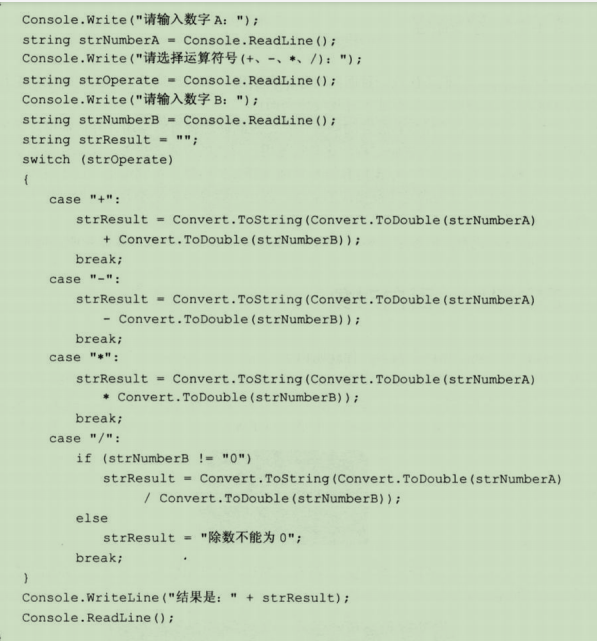 Console.Write("请输入数字 A: ");
string strNumberA = Console.ReadLine();
Console.Write("请选择运算符号(+、-、*、/): ");
string strOperate = Console.ReadLine();
Console.Write("请输入数字 B: ");
string strNumberB = Console.ReadLine();
string strResult = "";
switch (strOperate)
{
    case "+":
        strResult = Convert.ToString(Convert.ToDouble(strNumberA)
            + Convert.ToDouble(strNumberB));
        break;
    case "-":
        strResult = Convert.ToString(Convert.ToDouble(strNumberA)
            - Convert.ToDouble(strNumberB));
        break;
    case "*":
        strResult = Convert.ToString(Convert.ToDouble(strNumberA)
            * Convert.ToDouble(strNumberB));
        break;
    case "/":
        if (strNumberB != "0")
            strResult = Convert.ToString(Convert.ToDouble(strNumberA)
                / Convert.ToDouble(strNumberB));
        else
            strResult = "除数不能为 0";
        break;
}
Console.WriteLine("结果是: " + strResult);
Console.ReadLine();